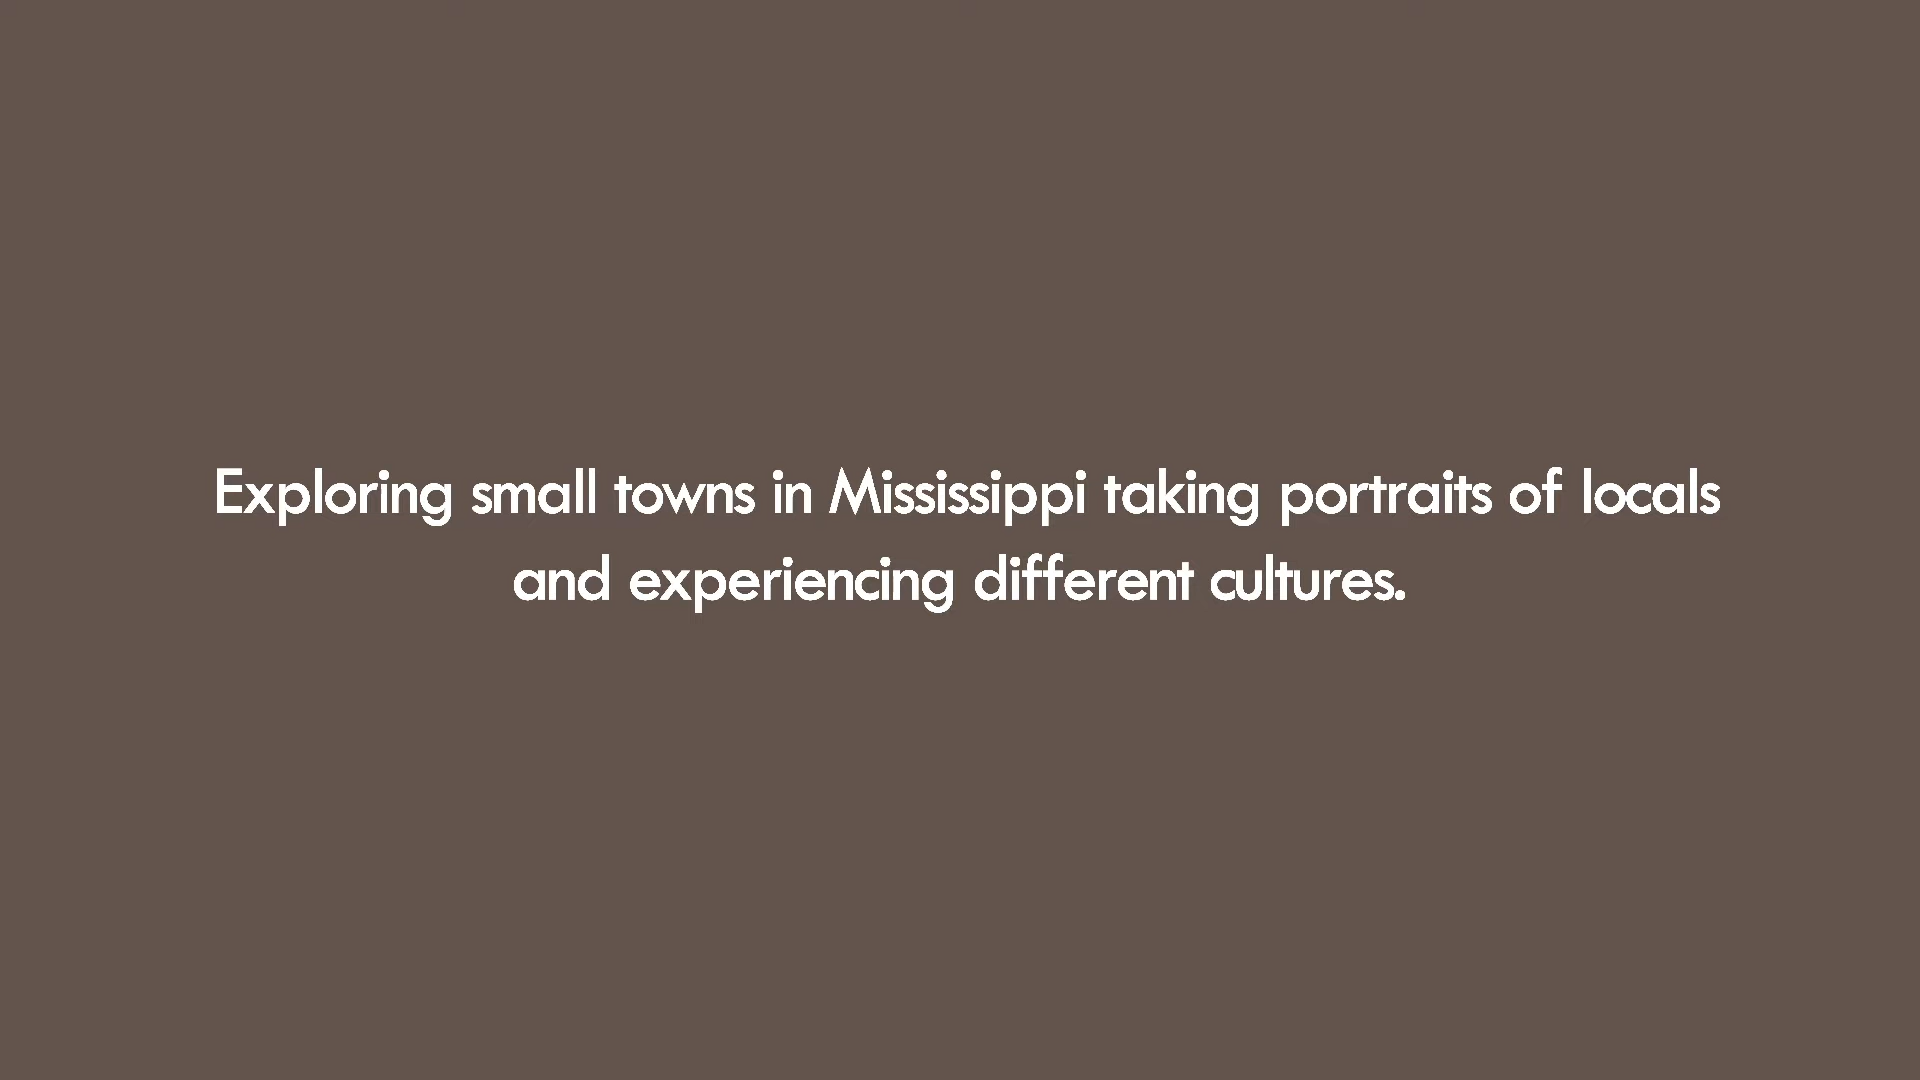 Exploring small towns in Mississippi taking portraits of locals
and experiencing different cultures.